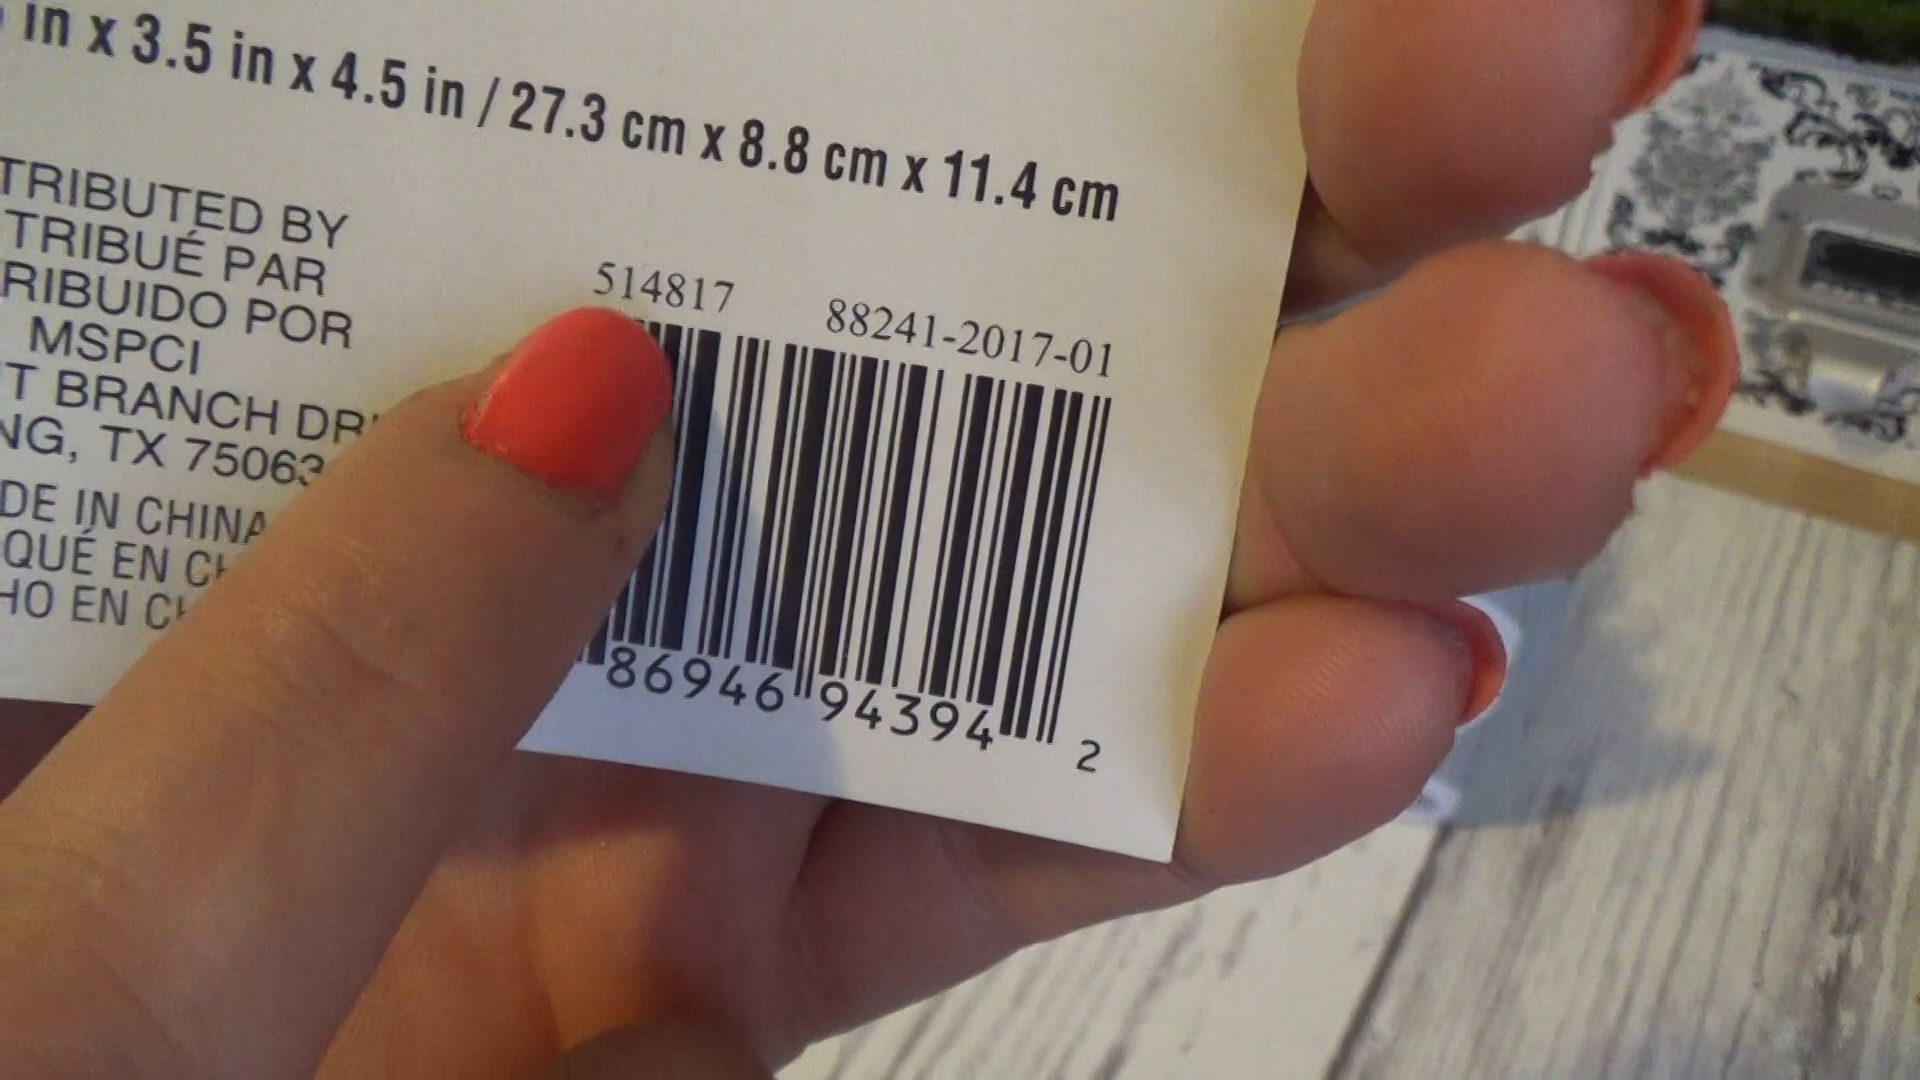 in x 3.5 in x 4.5 in / 27.3 cm x 8.8 cm x 11.4 cm
TRIBUTED BY
TRIBUÉ PAR
RIBUIDO POR
MSPCI
T BRANCH DR
NG, TX 75063
DE IN CHINA
QUÉ EN CH
HO EN CH
514817 88241-2017-01
86946 94394 2